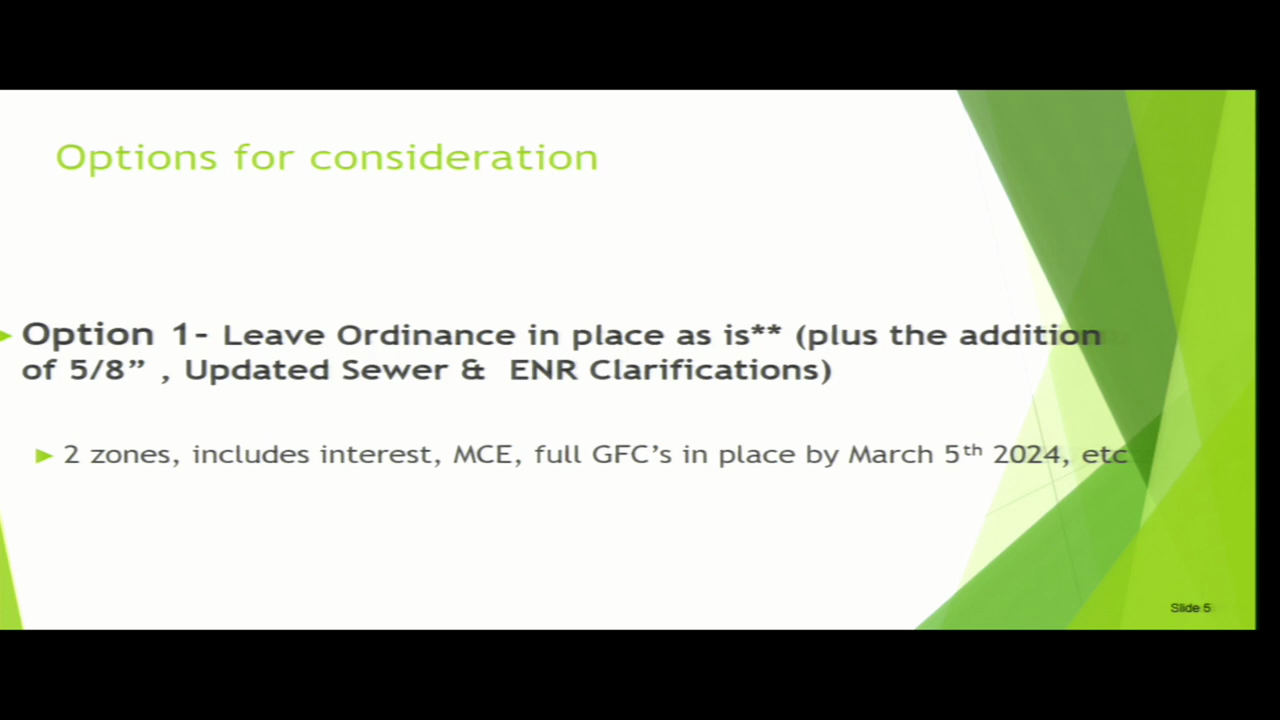 Options for consideration
Option 1- Leave Ordinance in place as is** (plus the addition
of 5/8” , Updated Sewer & ENR Clarifications)
2 zones, includes interest, MCE, full GFC’s in place by March 5th 2024, etc
Slide 5